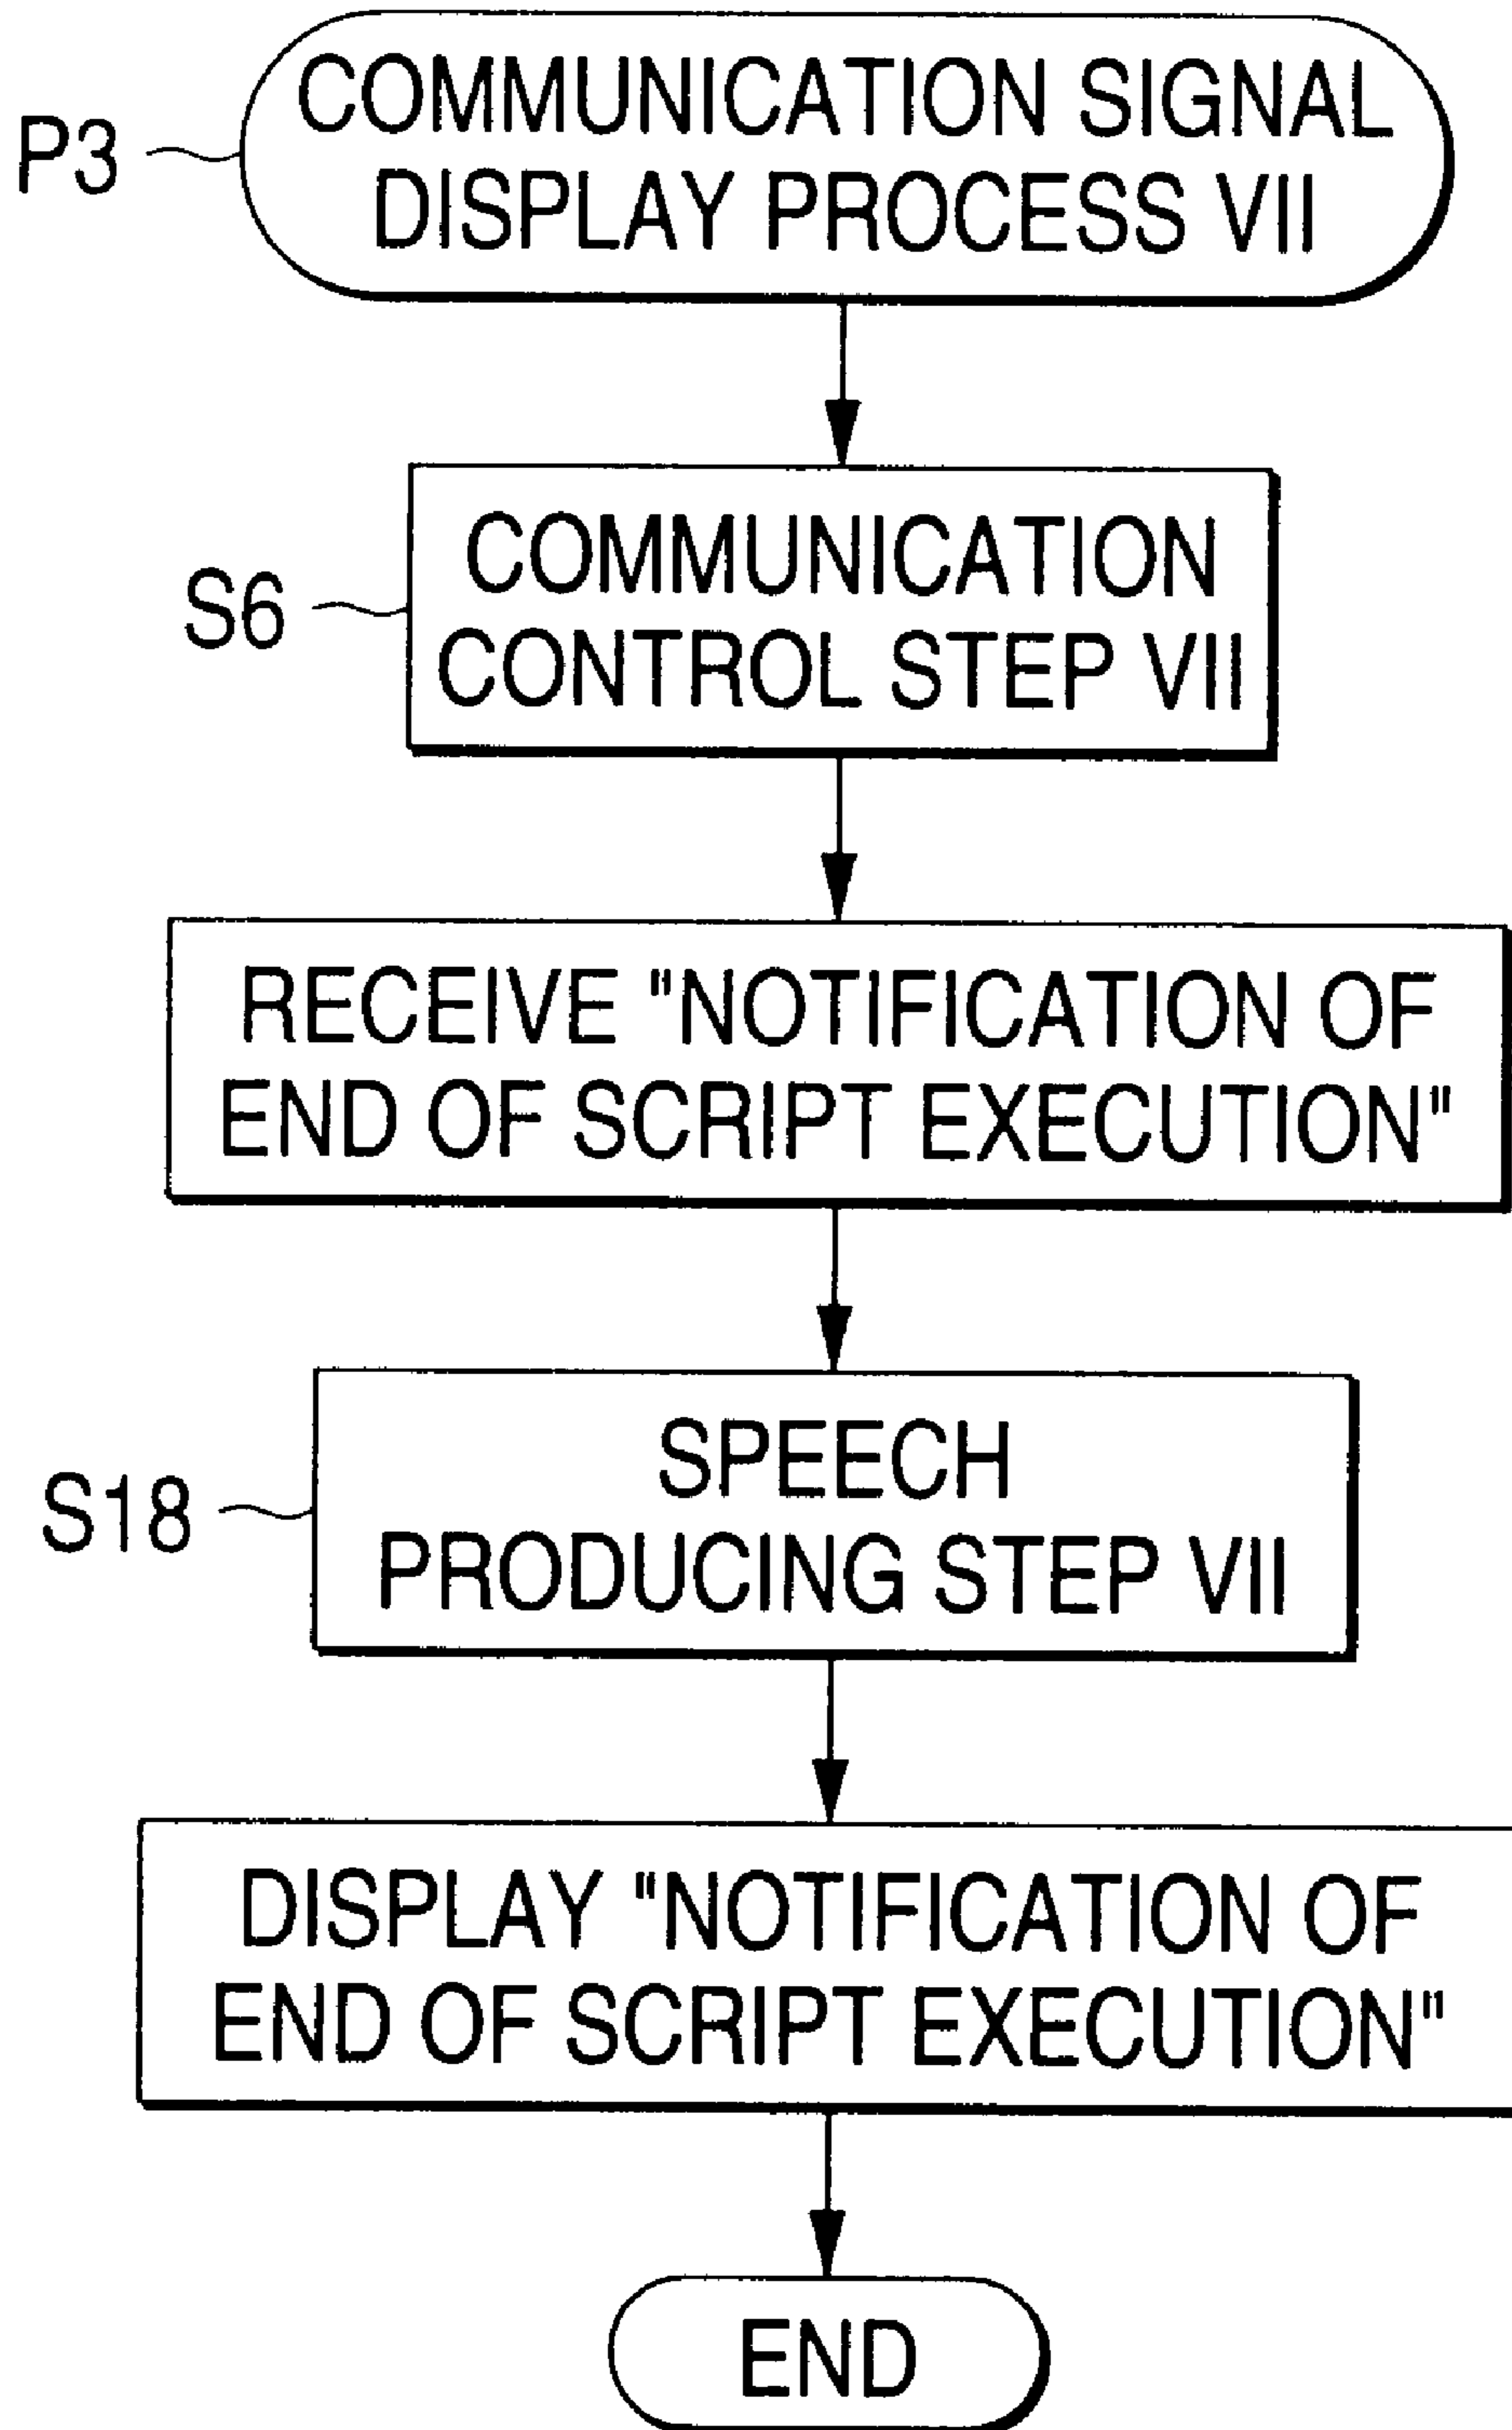 COMMUNICATION SIGNAL
DISPLAY PROCESS VII
P3
COMMUNICATION
CONTROL STEP VII
S6
RECEIVE "NOTIFICATION OF
END OF SCRIPT EXECUTION"
SPEECH
PRODUCING STEP VII
S18
DISPLAY "NOTIFICATION OF
END OF SCRIPT EXECUTION"
END